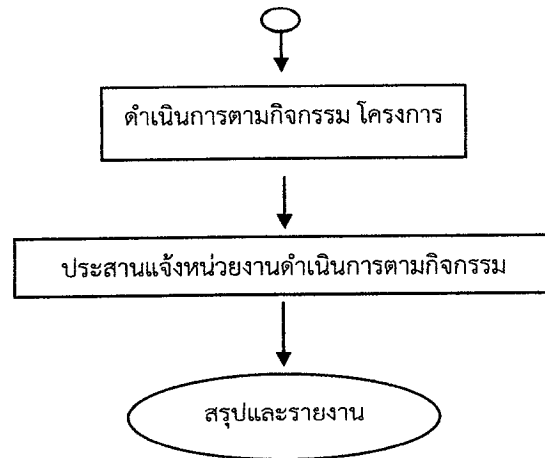 ดำเนินการตามกิจกรรม โครงการ
ประสานแจ้งหน่วยงานดำเนินการตามกิจกรรม
สรุปและรายงาน